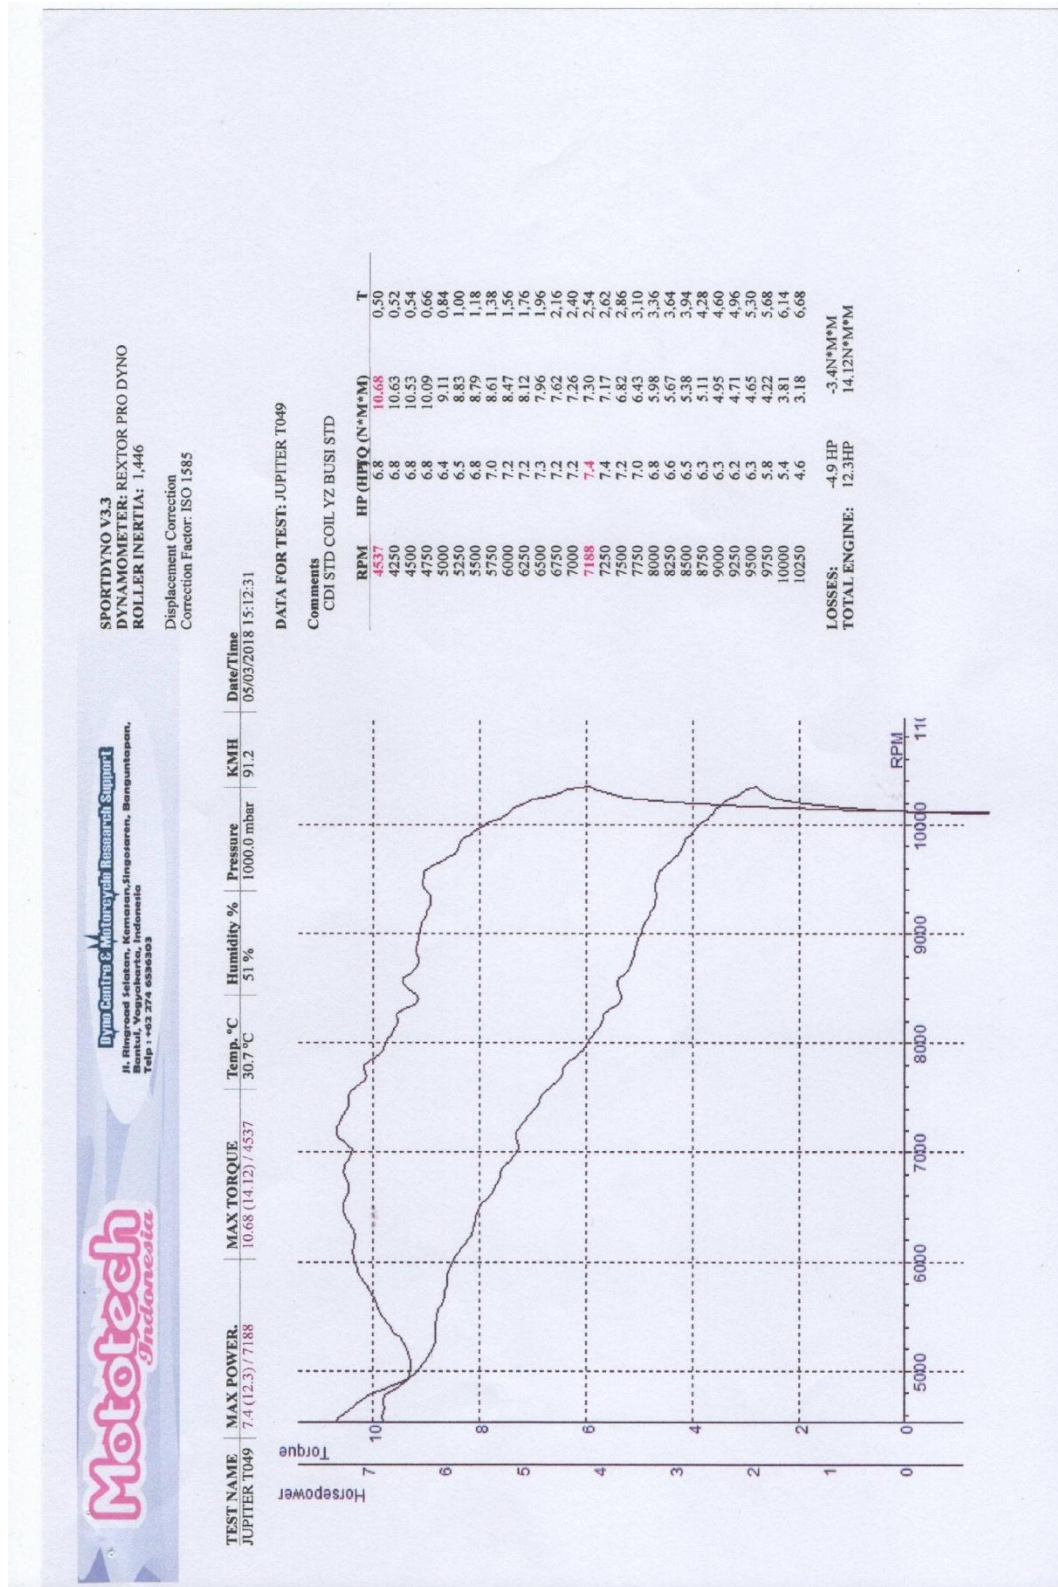 Mototech
Indonesia
Dyno Centre & Motorcycle Research Support
Jl. Ringroad Selatan, Kemasan,Singosaren, Banguntapan,
Bantul, Yogyakarta, Indonesia
Telp : +62 274 6536303
SPORTDYNO V3.3
DYNAMOMETER: REXTOR PRO DYNO
ROLLER INERTIA: 1,446
Displacement Correction
Correction Factor: ISO 1585
TEST NAME MAX POWER. MAX TORQUE Temp. °C Humidity % Pressure KMH Date/Time
JUPITER T049 7.4 (12.3) / 7188 10.68 (14.12) / 4537 30.7 °C 51 % 1000.0 mbar 91.2 05/03/2018 15:12:31
Horsepower
7
6
5
4
3
2
1
0
Torque
10
8
6
4
2
0
5000 6000 7000 8000 9000 10000 110
RPM
DATA FOR TEST: JUPITER T049
Comments
CDI STD COIL YZ BUSI STD
RPM HP (HP) TQ (N*M*M) T
4537 6.8 10.68 0,50
4250 6.8 10.63 0,52
4500 6.8 10.53 0,54
4750 6.8 10.09 0,66
5000 6.4 9.11 0,84
5250 6.5 8.83 1,00
5500 6.8 8.79 1,18
5750 7.0 8.61 1,38
6000 7.2 8.47 1,56
6250 7.2 8.12 1,76
6500 7.3 7.96 1,96
6750 7.2 7.62 2,16
7000 7.2 7.26 2,40
7188 7.4 7.30 2,54
7250 7.4 7.17 2,62
7500 7.2 6.82 2,86
7750 7.0 6.43 3,10
8000 6.8 5.98 3,36
8250 6.6 5.67 3,64
8500 6.5 5.38 3,94
8750 6.3 5.11 4,28
9000 6.3 4.95 4,60
9250 6.2 4.71 4,96
9500 6.3 4.65 5,30
9750 5.8 4.22 5,68
10000 5.4 3.81 6,14
10250 4.6 3.18 6,68
LOSSES: -4.9 HP -3.4N*M*M
TOTAL ENGINE: 12.3HP 14.12N*M*M